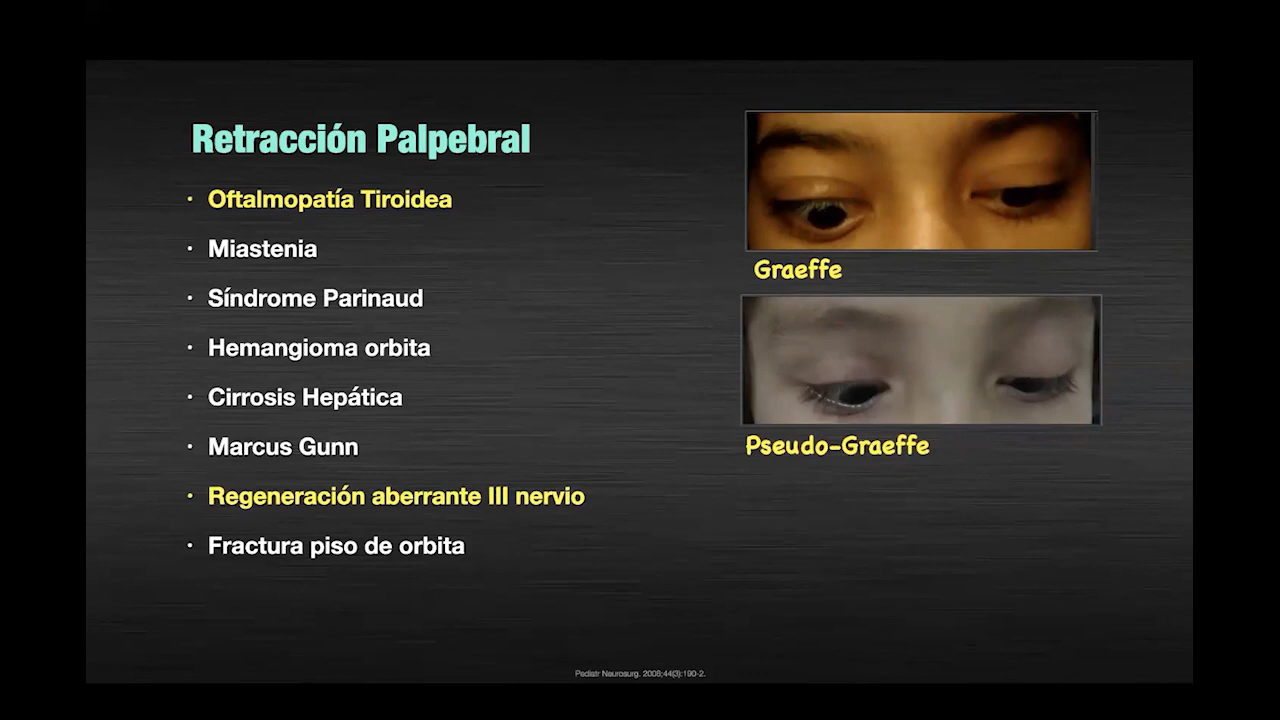 Retracción Palpebral
· Oftalmopatía Tiroidea
· Miastenia
· Síndrome Parinaud
· Hemangioma orbita
· Cirrosis Hepática
· Marcus Gunn
· Regeneración aberrante III nervio
· Fractura piso de orbita
Graeffe
Pseudo-Graeffe
Pediatr Neurosurg. 2008;44(3):190-2.